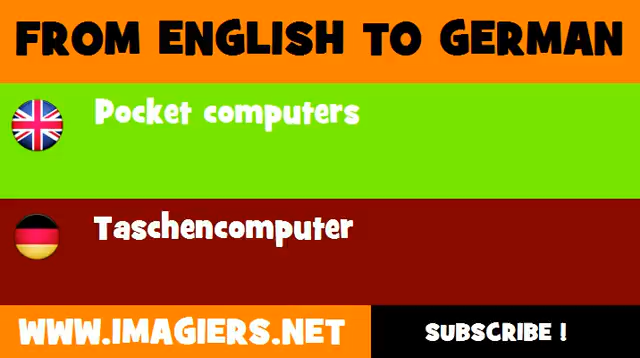 FROM ENGLISH TO GERMAN
Pocket computers
Taschencomputer
WWW.IMAGIERS.NET
SUBSCRIBE !